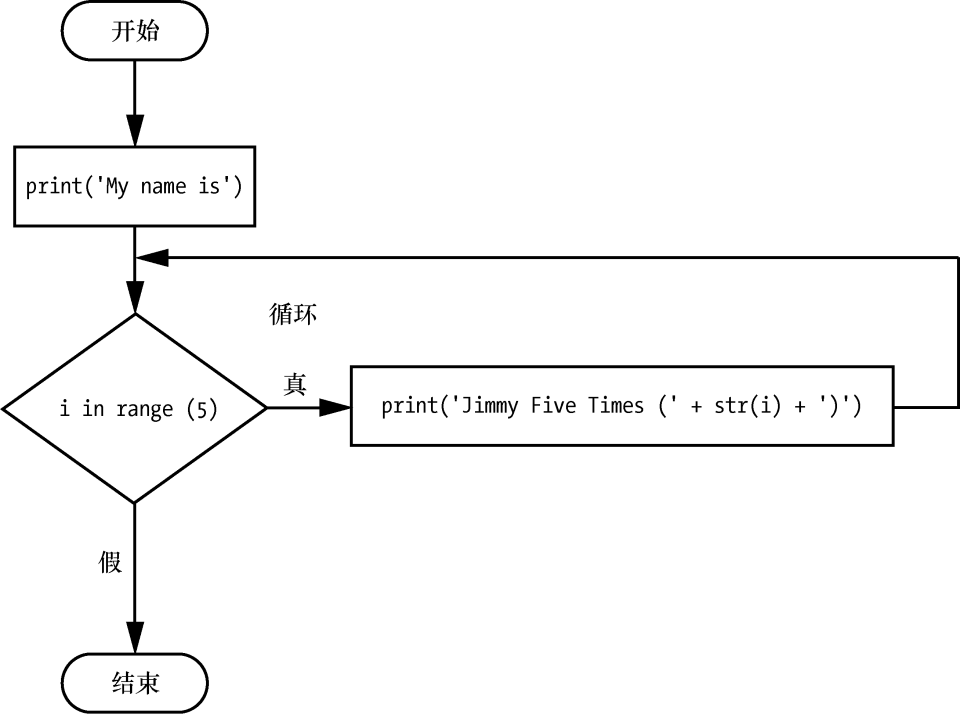 开始
print('My name is')
循环
真
i in range (5)
print('Jimmy Five Times (' + str(i) + ')')
假
结束